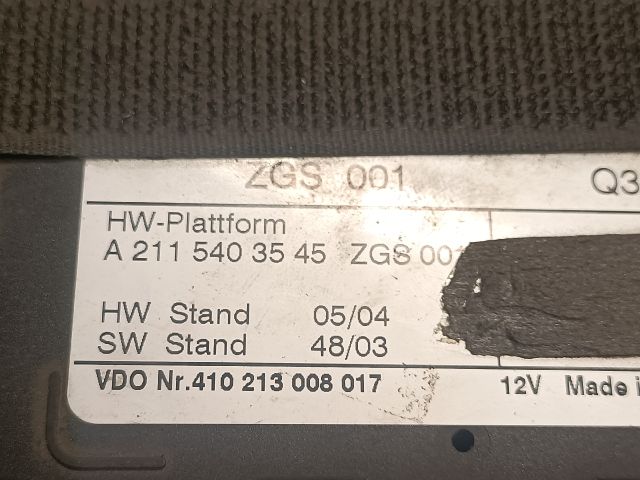 ZGS 001 Q3
HW-Plattform
A 211 540 35 45 ZGS 00
HW Stand 05/04
SW Stand 48/03
VDO Nr.410 213 008 017 12V Made i